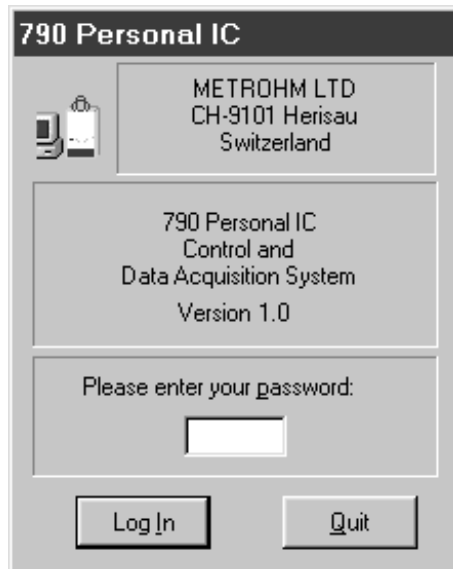 790 Personal IC
METROHM LTD
CH-9101 Herisau
Switzerland
790 Personal IC
Control and
Data Acquisition System
Version 1.0
Please enter your password:
Log In
Quit